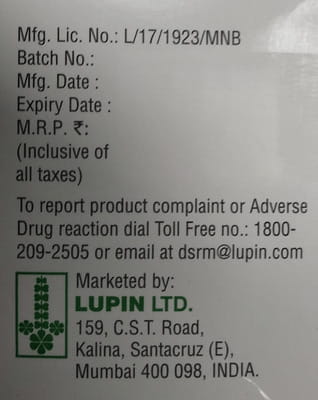 Mfg. Lic. No.: L/17/1923/MNB
Batch No.:
Mfg. Date :
Expiry Date :
M.R.P. ₹:
(Inclusive of
all taxes)
To report product complaint or Adverse
Drug reaction dial Toll Free no.: 1800-
209-2505 or email at dsrm@lupin.com
Marketed by:
LUPIN LTD.
159, C.S.T. Road,
Kalina, Santacruz (E),
Mumbai 400 098, INDIA.